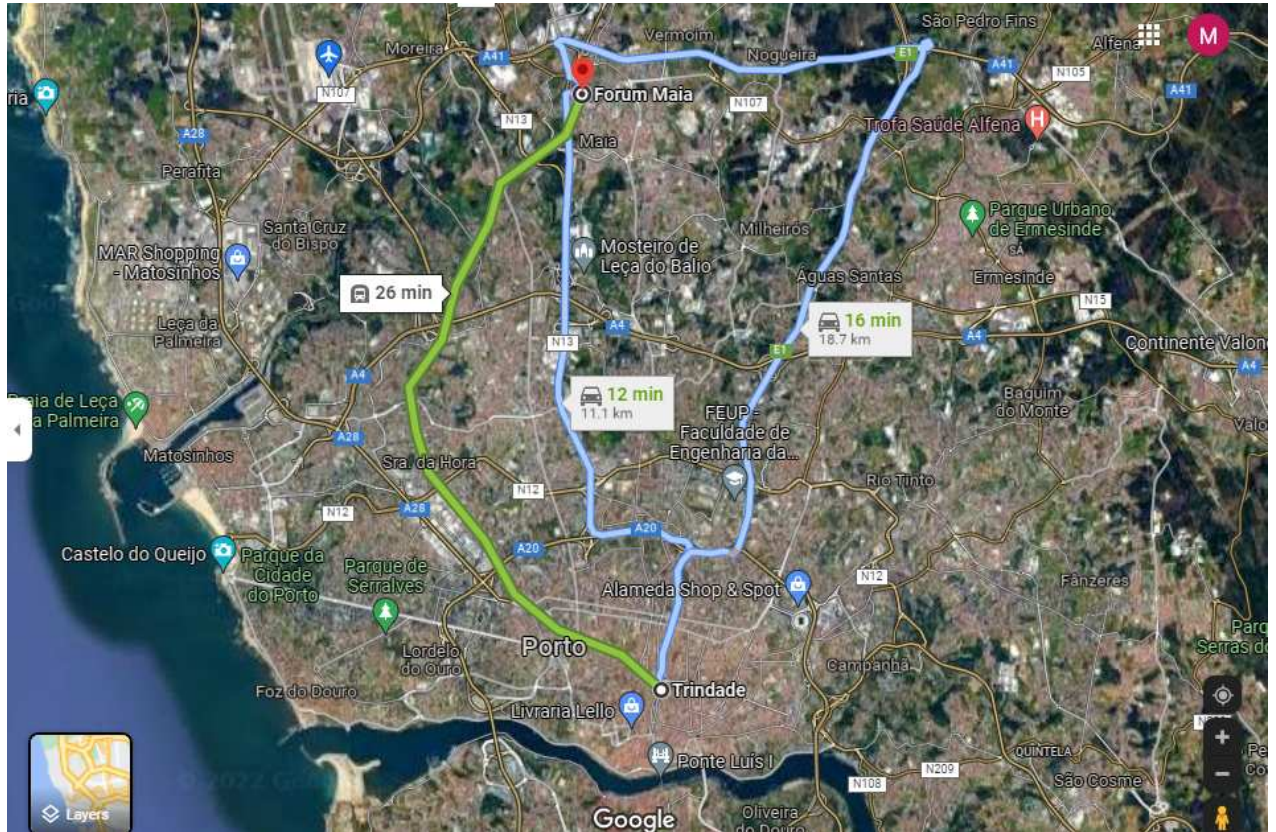 São Pedro Fins
Vermoim
Moreira
Nogueira
Alfena
M
A41
E1
A41
N105
A41
N107
N107
Forum Maia
N13
Trofa Saúde Alfena
H
A28
Maia
Perafita
Parque Urbano
de Ermesinde
SÁ
Santa Cruz
do Bispo
Milheirós
MAR Shopping
- Matosinhos
Mosteiro de
Leça do Balio
Águas Santas
Ermesinde
26 min
N15
Leça da
Palmeira
A4
16 min
18.7 km
N13
A4
E1
Continente
A4
A4
12 min
11.1 km
Baguim
do Monte
de Leça
Palmeira
FEUP -
Faculdade de
Engenharia da...
A28
Matosinhos
Sra. da Hora
N12
Rio Tinto
N12
A28
A20
A20
Castelo do Queijo
Parque da
Cidade
do Porto
Parque de
Serralves
Alameda Shop & Spot
N12
Fânzeres
Porto
Lordelo
do Ouro
Campanhã
Foz do Douro
Trindade
Livraria Lello
Ponte Luís I
QUINTELA
N209
N108
São Cosme
Layers
Google
Oliveira
do Douro